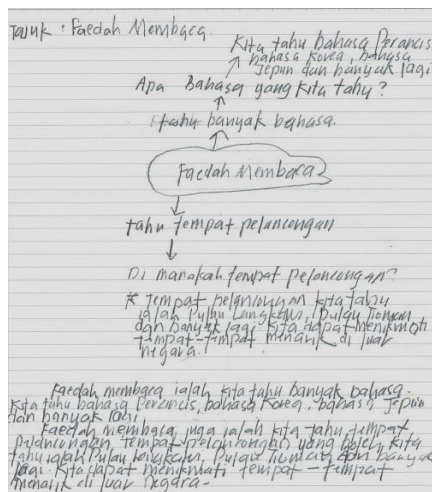 Tajuk : Faedah Membaca
Kita tahu bahasa Perancis
bahasa Korea, bahasa
Jepun dan banyak lagi
Apa Bahasa yang kita tahu?
tahu banyak bahasa.
Faedah Membaca
tahu tempat pelancongan
Di manakah tempat pelancongan?
* Tempat pelancongan kita tahu
ialah Pulau Langkawi, Pulau Tioman
dan banyak lagi kita dapat menikmati
tempat-tempat menarik di luar
negara.
Faedah membaca ialah kita tahu banyak bahasa.
Kita tahu bahasa Perancis, bahasa Korea, bahasa Jepun
dan banyak lagi
Faedah membaca juga ialah kita tahu tempat
pelancongan, tempat pelancongan yang boleh kita
tahu ialah Pulau Langkawi, Pulau Tioman dan banyak
lagi. Kita dapat menikmati tempat-tempat
menarik di luar negara.